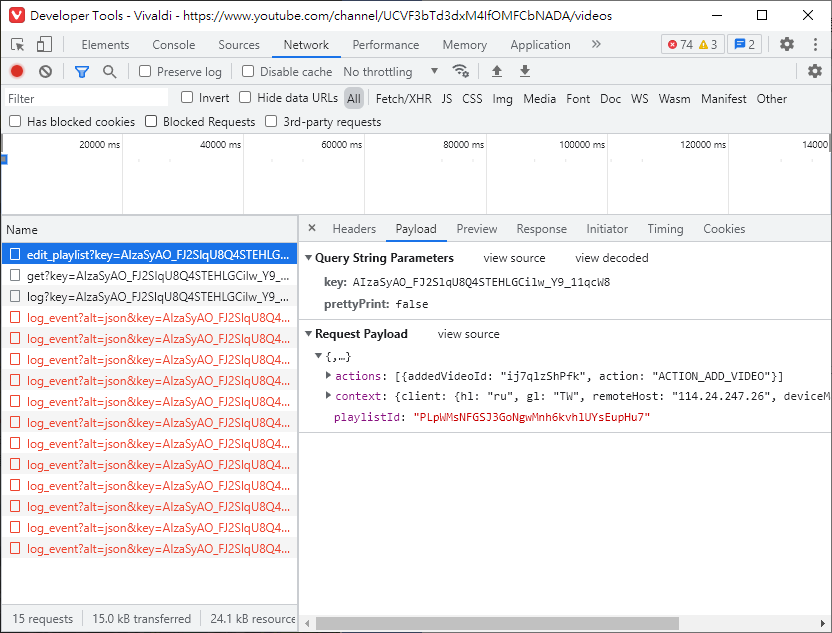 Developer Tools - Vivaldi - https://www.youtube.com/channel/UCVF3bTd3dxM4IfOMFCbNADA/videos
Elements Console Sources Network Performance Memory Application » 74 3 2
Preserve log Disable cache No throttling
Filter Invert Hide data URLs All Fetch/XHR JS CSS Img Media Font Doc WS Wasm Manifest Other
Has blocked cookies Blocked Requests 3rd-party requests
20000 ms 40000 ms 60000 ms 80000 ms 100000 ms 120000 ms 14000
Name
edit_playlist?key=AIzaSyAO_FJ2SlqU8Q4STEHLG...
get?key=AIzaSyAO_FJ2SlqU8Q4STEHLGCilw_Y9_...
log?key=AIzaSyAO_FJ2SlqU8Q4STEHLGCilw_Y9_...
log_event?alt=json&key=AIzaSyAO_FJ2SlqU8Q4...
log_event?alt=json&key=AIzaSyAO_FJ2SlqU8Q4...
log_event?alt=json&key=AIzaSyAO_FJ2SlqU8Q4...
log_event?alt=json&key=AIzaSyAO_FJ2SlqU8Q4...
log_event?alt=json&key=AIzaSyAO_FJ2SlqU8Q4...
log_event?alt=json&key=AIzaSyAO_FJ2SlqU8Q4...
log_event?alt=json&key=AIzaSyAO_FJ2SlqU8Q4...
log_event?alt=json&key=AIzaSyAO_FJ2SlqU8Q4...
log_event?alt=json&key=AIzaSyAO_FJ2SlqU8Q4...
log_event?alt=json&key=AIzaSyAO_FJ2SlqU8Q4...
log_event?alt=json&key=AIzaSyAO_FJ2SlqU8Q4...
log_event?alt=json&key=AIzaSyAO_FJ2SlqU8Q4...
15 requests 15.0 kB transferred 24.1 kB resource
× Headers Payload Preview Response Initiator Timing Cookies
Query String Parameters view source view decoded
key: AIzaSyAO_FJ2SlqU8Q4STEHLGCilw_Y9_11qcW8
prettyPrint: false
Request Payload view source
{,…}
actions: [{addedVideoId: "ij7qlzShPfk", action: "ACTION_ADD_VIDEO"}]
context: {client: {hl: "ru", gl: "TW", remoteHost: "114.24.247.26", deviceM
playlistId: "PLpWMsNFGSJ3GoNgwMnh6kvhlUYsEupHu7"